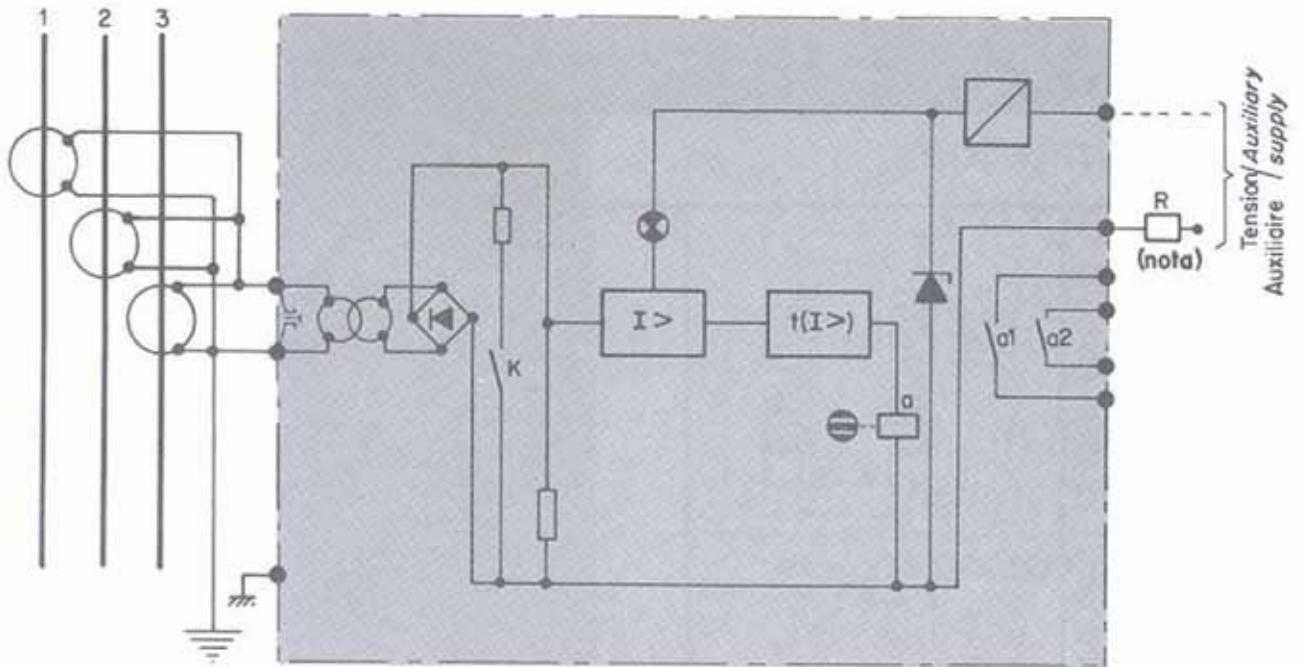 1 2 3
Tension/Auxiliary
Auxiliaire / supply
R
(nota)
I >
t(I>)
a1
a2
K
a